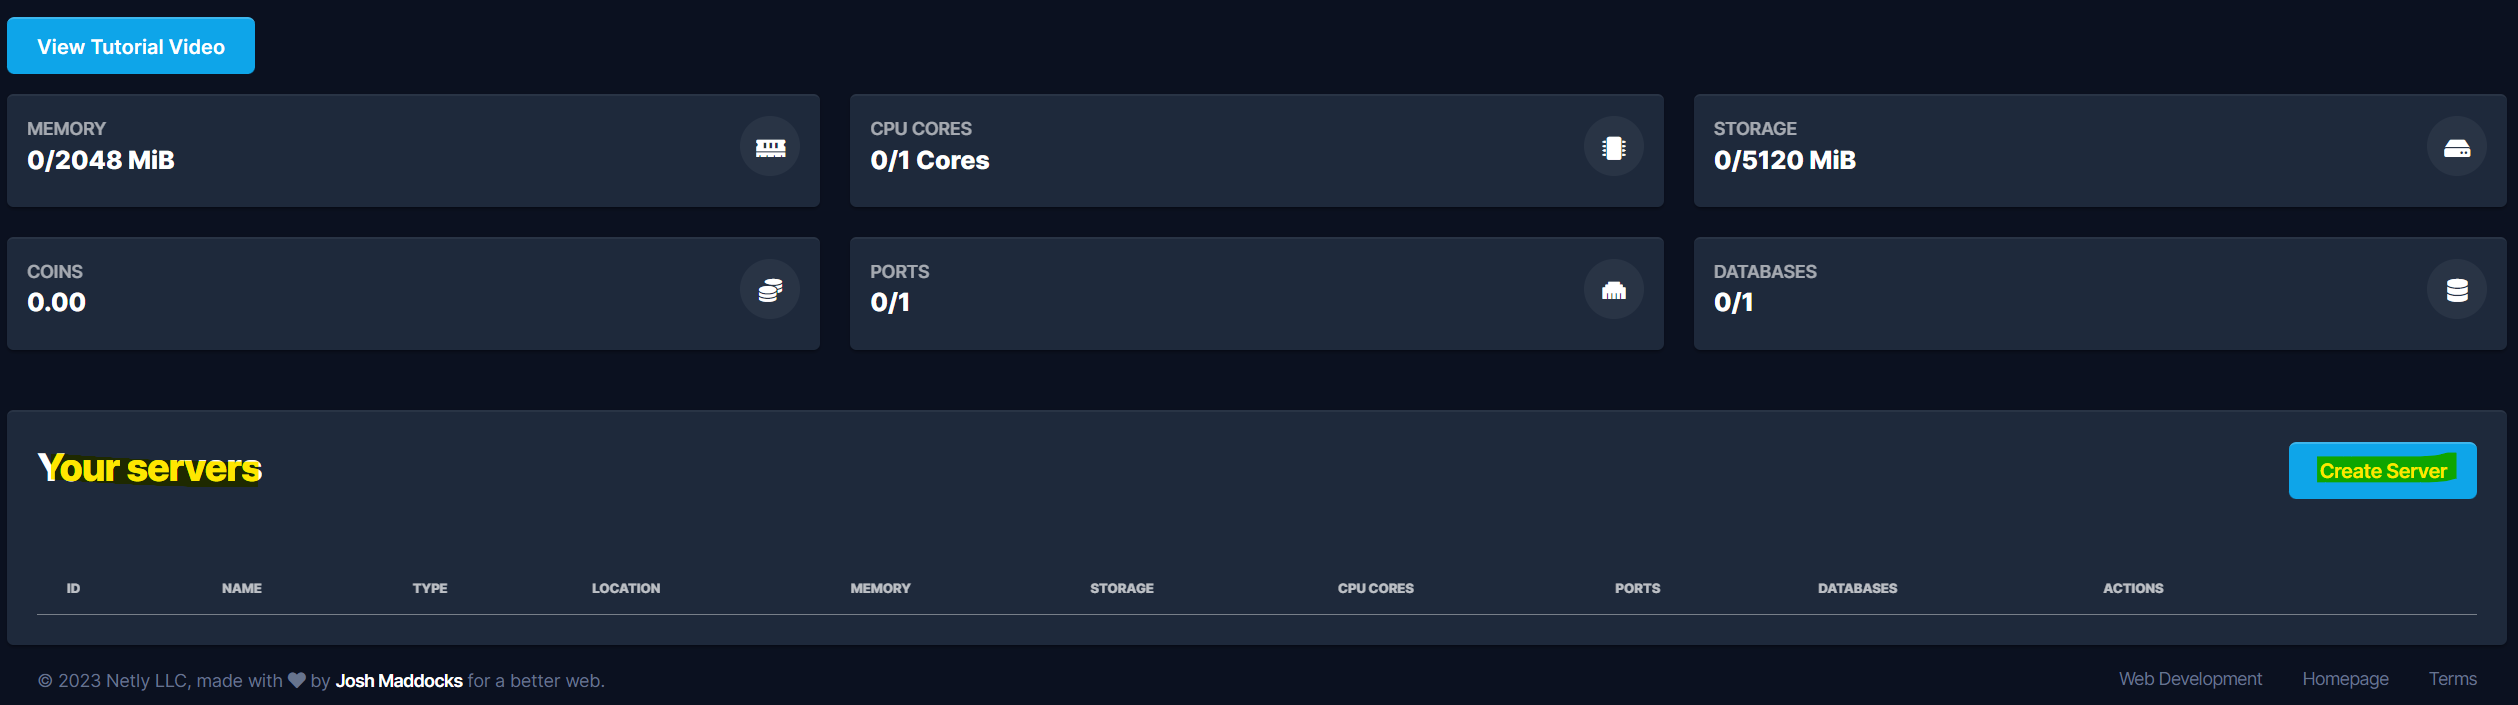 View Tutorial Video
MEMORY
0/2048 MiB
CPU CORES
0/1 Cores
STORAGE
0/5120 MiB
COINS
0.00
PORTS
0/1
DATABASES
0/1
Your servers
Create Server
ID NAME TYPE LOCATION MEMORY STORAGE CPU CORES PORTS DATABASES ACTIONS
© 2023 Netly LLC, made with by Josh Maddocks for a better web.
Web Development Homepage Terms